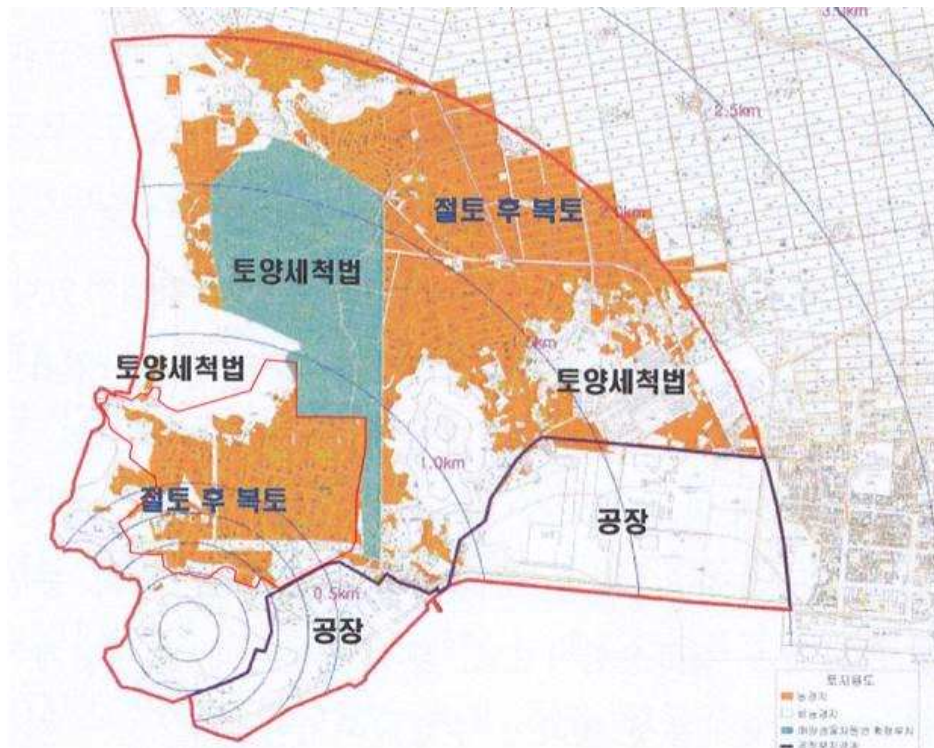 3.0km
2.5km
절토 후 복토
토양세척법
토양세척법
토양세척법
1.0km
절토 후 복토
공장
0.5km
공장
토지용도
농경지
비농경지